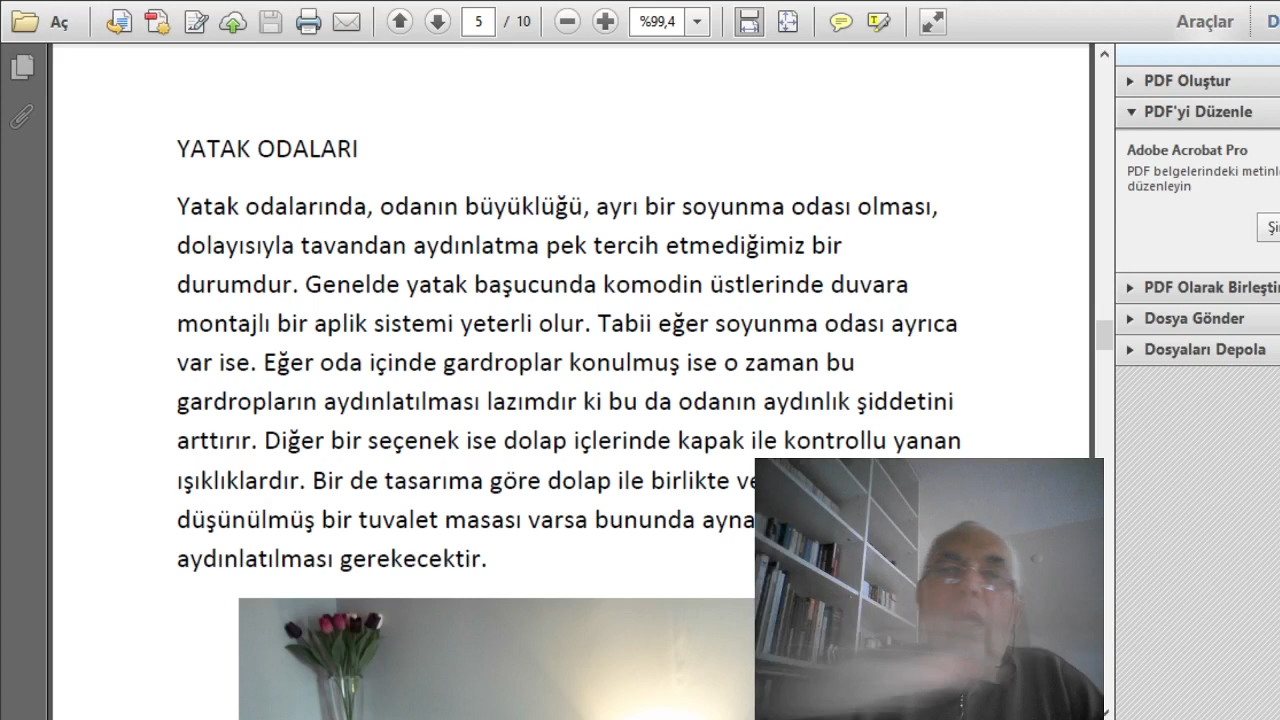 Aç
5 / 10
%99,4
Araçlar
YATAK ODALARI
Yatak odalarında, odanın büyüklüğü, ayrı bir soyunma odası olması,
dolayısıyla tavandan aydınlatma pek tercih etmediğimiz bir
durumdur. Genelde yatak başucunda komodin üstlerinde duvara
montajlı bir aplik sistemi yeterli olur. Tabii eğer soyunma odası ayrıca
var ise. Eğer oda içinde gardroplar konulmuş ise o zaman bu
gardropların aydınlatılması lazımdır ki bu da odanın aydınlık şiddetini
arttırır. Diğer bir seçenek ise dolap içlerinde kapak ile kontrollu yanan
ışıklıklardır. Bir de tasarıma göre dolap ile birlikte
düşünülmüş bir tuvalet masası varsa bununda
aydınlatılması gerekecektir.
PDF Oluştur
PDF'yi Düzenle
Adobe Acrobat Pro
PDF belgelerindeki
düzenleyin
PDF Olarak
Dosya Gönder
Dosyaları Depola